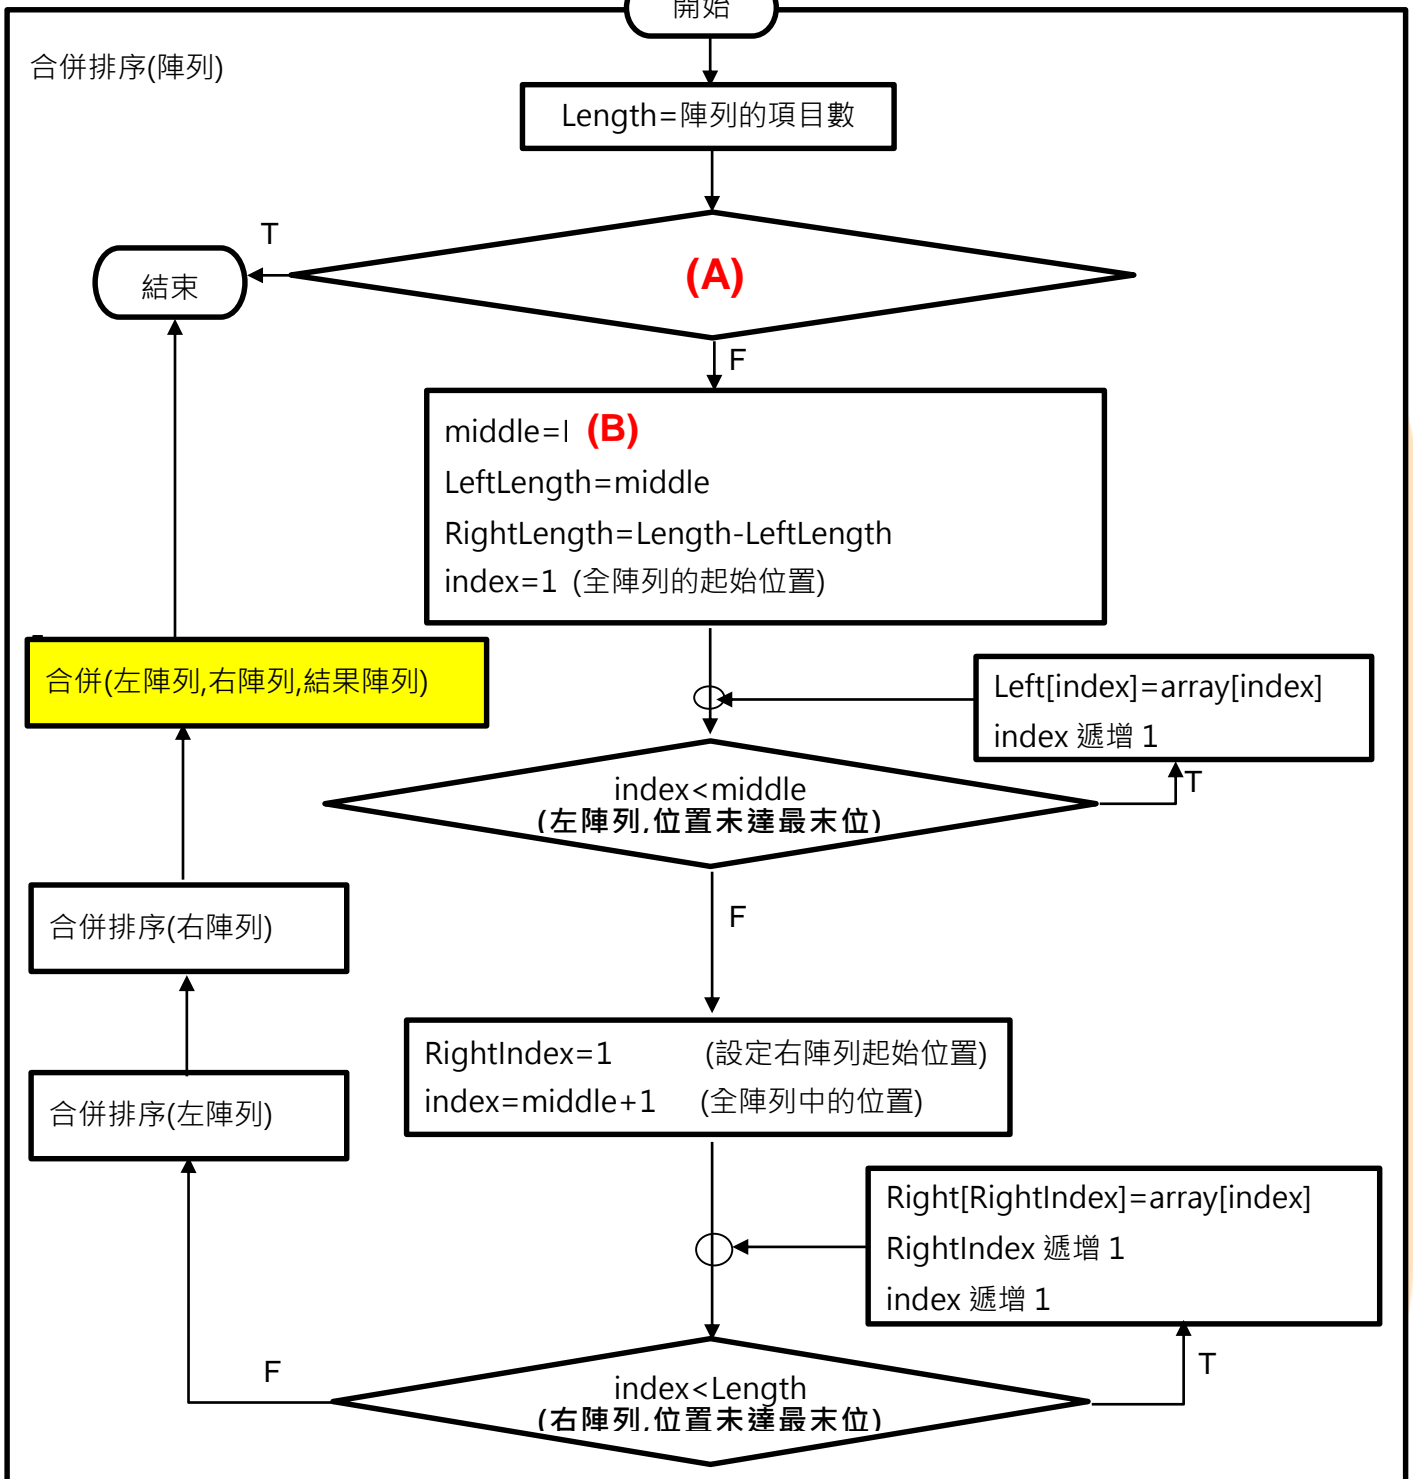 開始
合併排序(陣列)
Length=陣列的項目數
T
(A)
結束
F
middle=l (B)
LeftLength=middle
RightLength=Length-LeftLength
index=1 (全陣列的起始位置)
合併(左陣列,右陣列,結果陣列)
Left[index]=array[index]
index 遞增 1
T
index<middle
(左陣列,位置未達最末位)
F
合併排序(右陣列)
RightIndex=1 (設定右陣列起始位置)
index=middle+1 (全陣列中的位置)
合併排序(左陣列)
Right[RightIndex]=array[index]
RightIndex 遞增 1
index 遞增 1
T
F
index<Length
(右陣列,位置未達最末位)